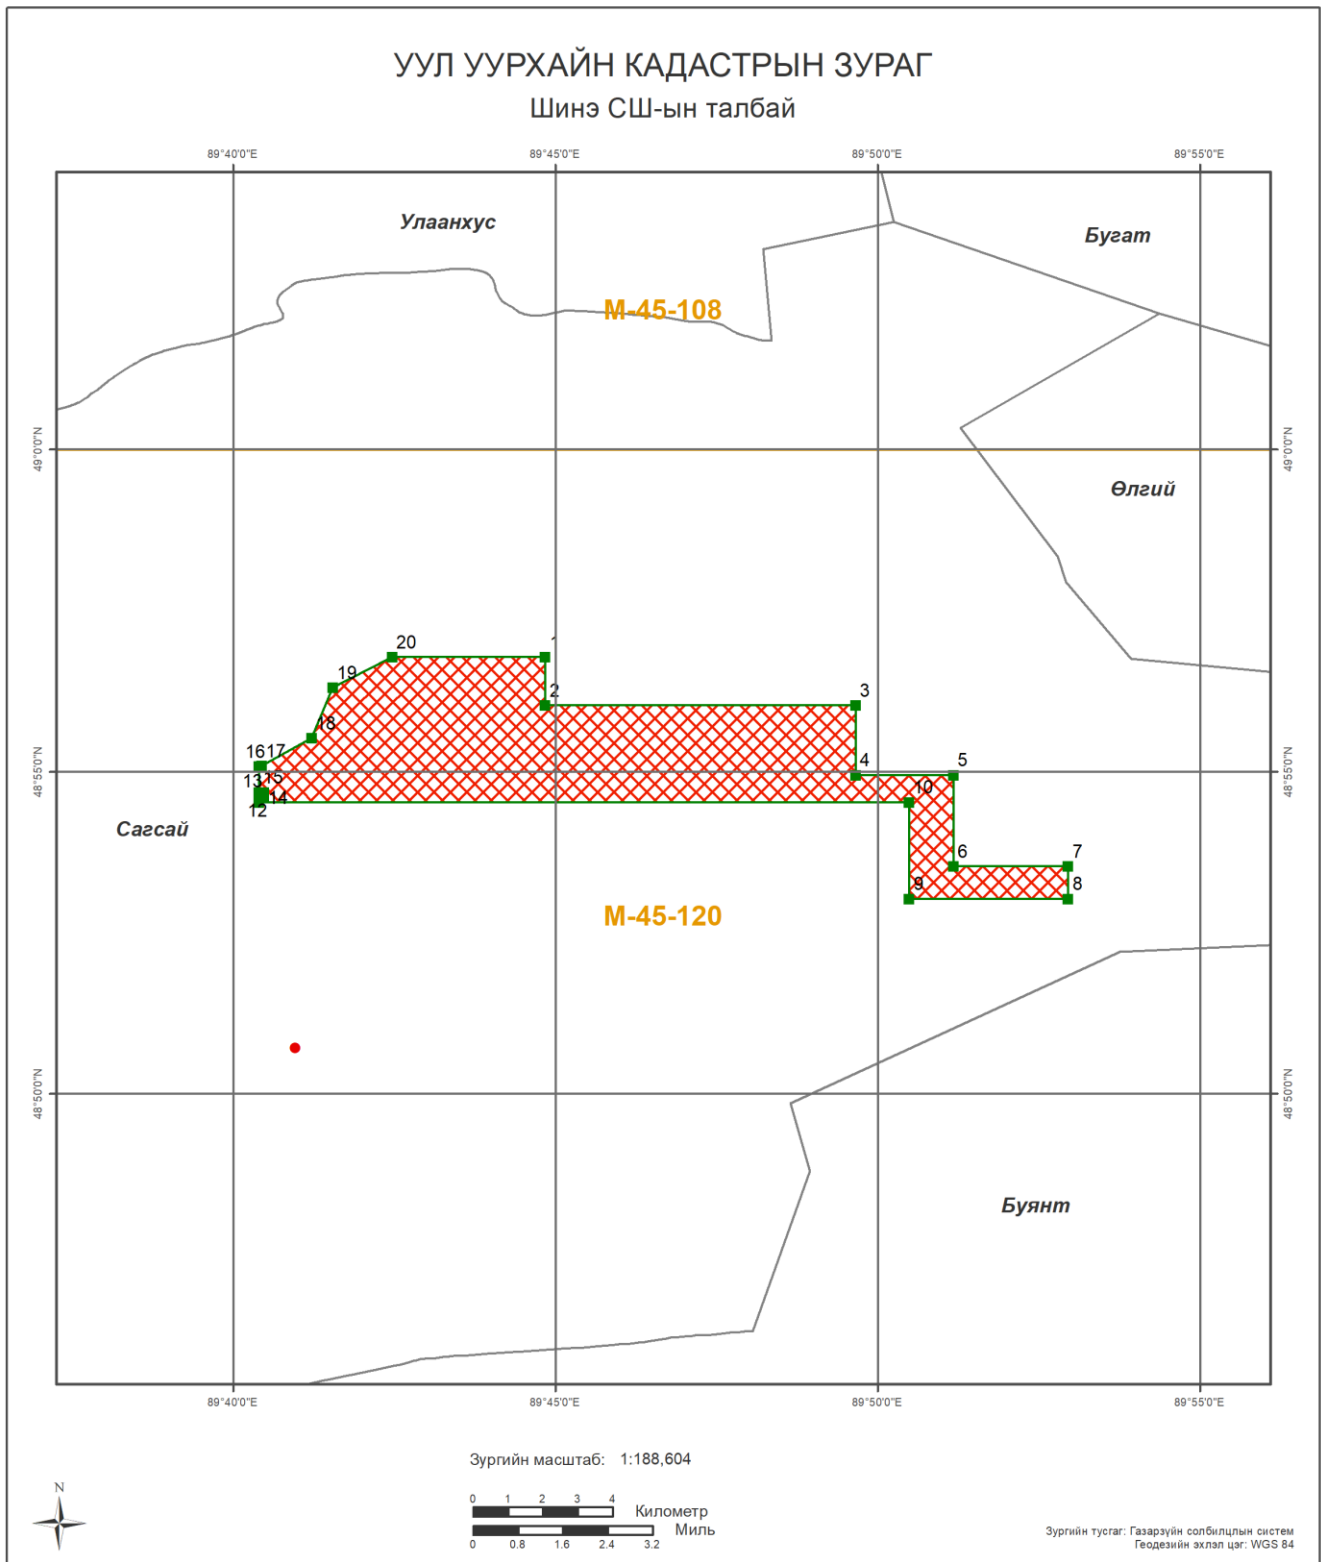 УУЛ УУРХАЙН КАДАСТРЫН ЗУРАГ
Шинэ СШ-ын талбай
89°40'0"E 89°45'0"E 89°50'0"E 89°55'0"E
Улаанхус
Бугат
М-45-108
49°0'0"N 49°0'0"N
Өлгий
20 1
19 2 3
18
16 17 4 5
48°55'0"N 48°55'0"N
13 15
12 14 10
Сагсай
6 7
9 8
М-45-120
48°50'0"N 48°50'0"N
Буянт
89°40'0"E 89°45'0"E 89°50'0"E 89°55'0"E
Зургийн масштаб: 1:188,604
N
0 1 2 3 4
Километр
Миль
0 0.8 1.6 2.4 3.2
Зургийн тусгаг: Газарзүйн солбилцлын систем
Геодезийн эхлэл цэг: WGS 84